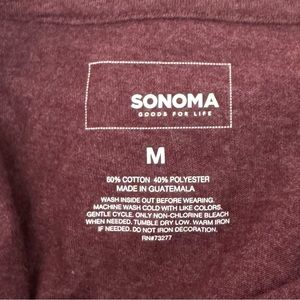 SONOMA
GOODS FOR LIFE
M
60% COTTON 40% POLYESTER
MADE IN GUATEMALA
WASH INSIDE OUT BEFORE WEARING.
MACHINE WASH COLD WITH LIKE COLORS.
GENTLE CYCLE. ONLY NON-CHLORINE BLEACH
WHEN NEEDED. TUMBLE DRY LOW. WARM IRON
IF NEEDED. DO NOT IRON DECORATION.
RN#73277